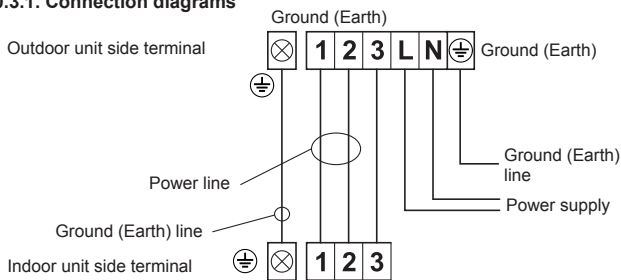 .3.1. Connection diagrams
Ground (Earth)
Outdoor unit side terminal
1 2 3 L N
Ground (Earth)
Ground (Earth)
line
Power line
Power supply
Ground (Earth) line
Indoor unit side terminal
1 2 3